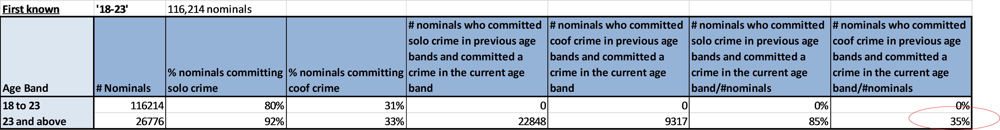 First known '18-23' 116,214 nominals
# nominals who committed # nominals who committed # nominals who committed # nominals who committed
solo crime in previous age coof crime in previous age solo crime in previous age coof crime in previous age
bands and committed a bands and committed a bands and committed a bands and committed a
% nominals committing % nominals committing crime in the current age crime in the current age crime in the current age crime in the current age
Age Band # Nominals solo crime coof crime band band band/#nominals band/#nominals
18 to 23 116214 80% 31% 0 0 0% 0%
23 and above 26776 92% 33% 22848 9317 85% 35%